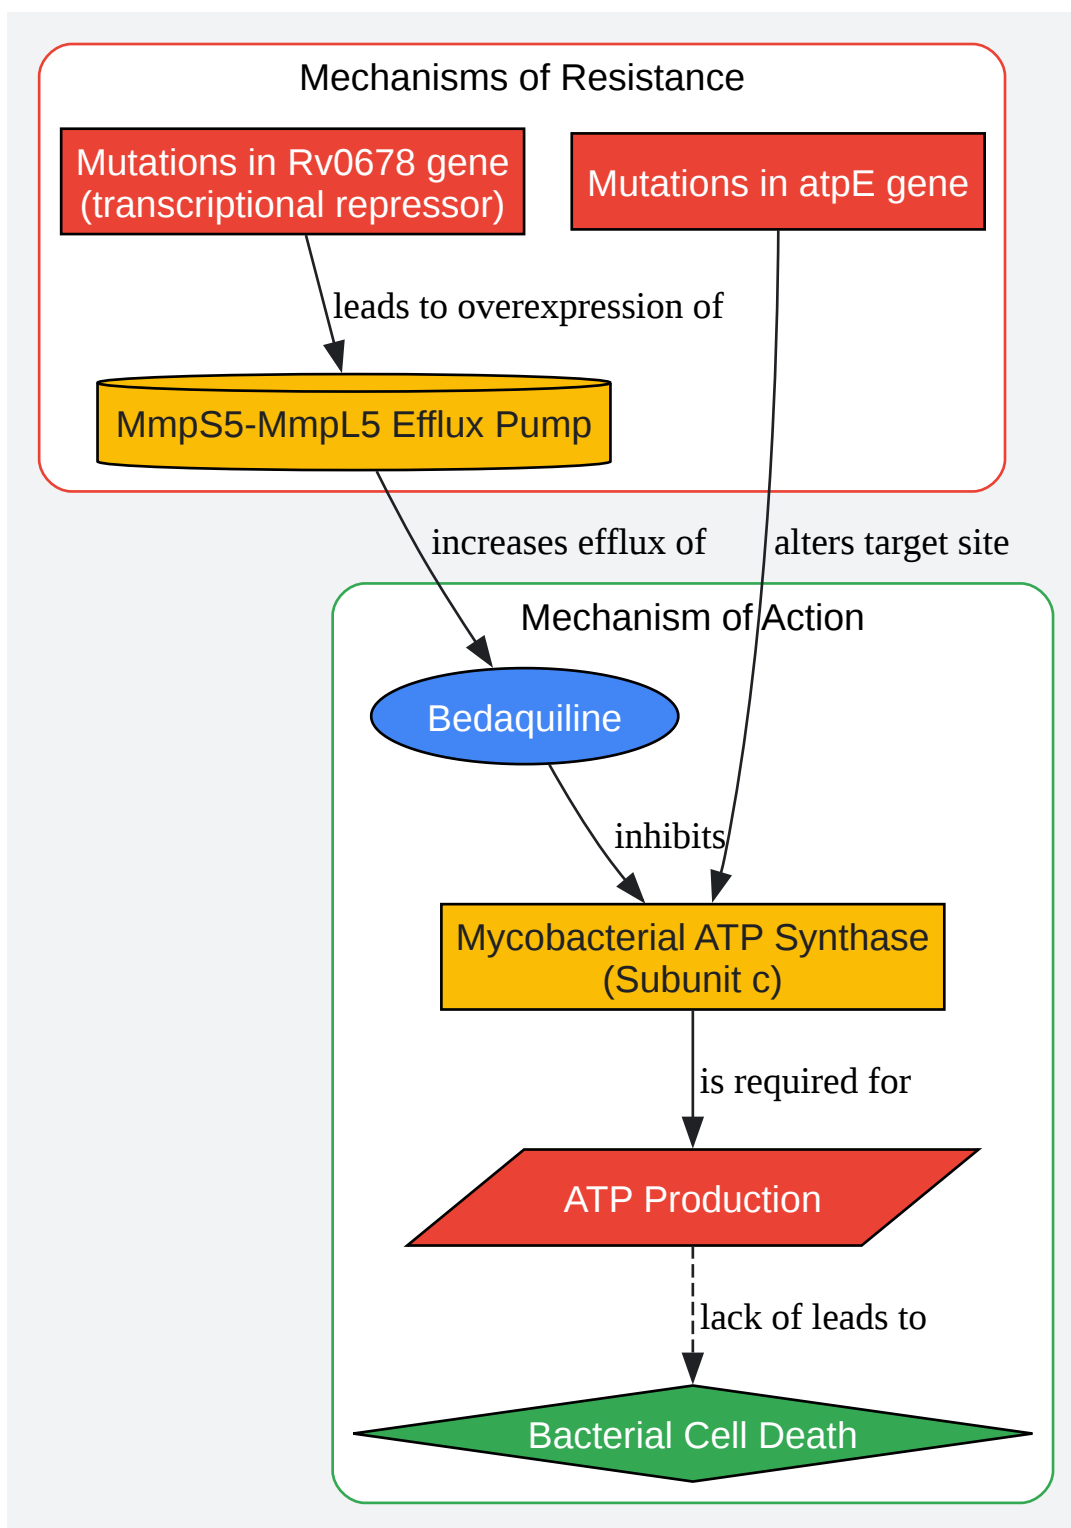 Mechanisms of Resistance
Mutations in Rv0678 gene
(transcriptional repressor)
Mutations in atpE gene
leads to overexpression of
MmpS5-MmpL5 Efflux Pump
increases efflux of
alters target site
Mechanism of Action
Bedaquiline
inhibits
Mycobacterial ATP Synthase
(Subunit c)
is required for
ATP Production
lack of leads to
Bacterial Cell Death